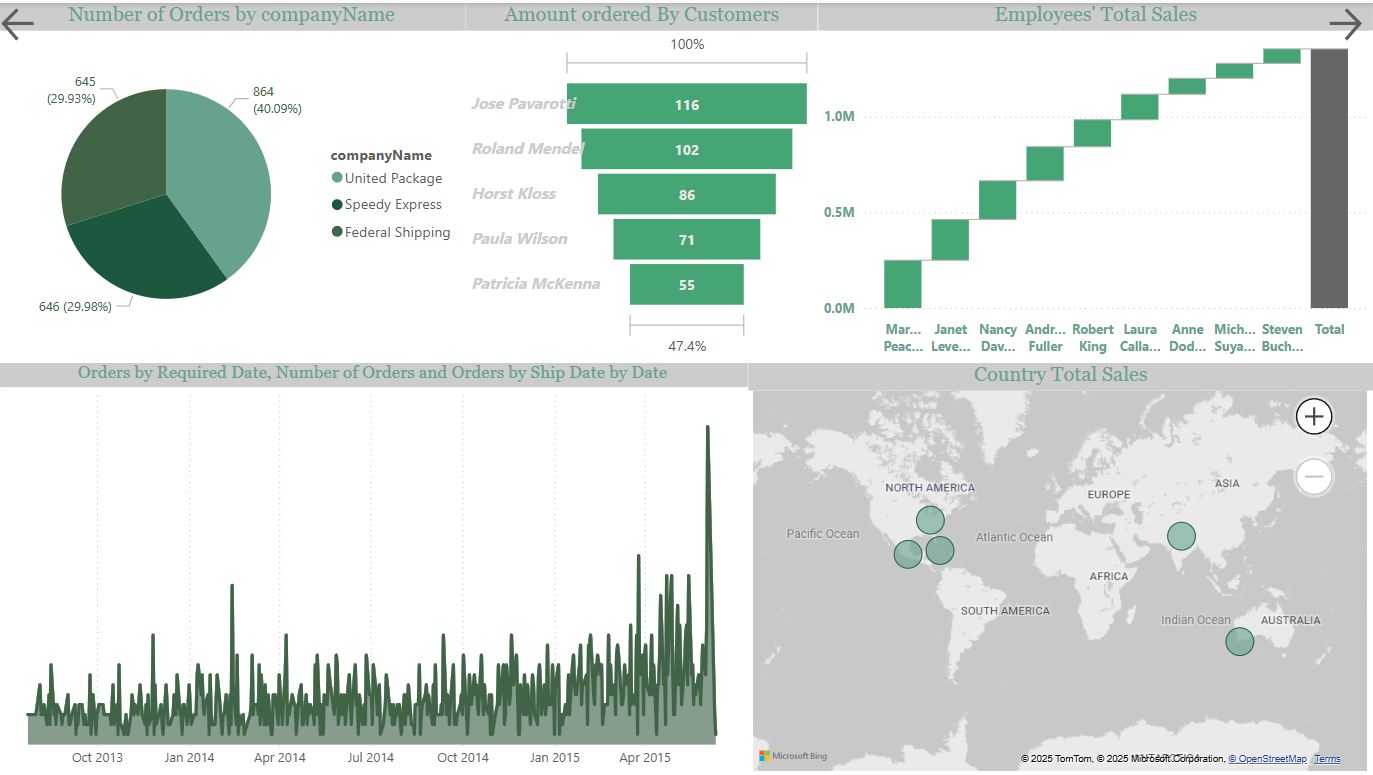 Number of Orders by companyName
645
(29.93%)
864
(40.09%)
646 (29.98%)
companyName
United Package
Speedy Express
Federal Shipping
Amount ordered By Customers
100%
Jose Pavarotti 116
Roland Mendel 102
Horst Kloss 86
Paula Wilson 71
Patricia McKenna 55
47.4%
Employees' Total Sales
1.0M
0.5M
0.0M
Mar... Janet Nancy Andr... Robert Laura Anne Mich... Steven Total
Peac... Leve... Dav... Fuller King Calla... Dod... Suya... Buch...
Orders by Required Date, Number of Orders and Orders by Ship Date by Date
Oct 2013 Jan 2014 Apr 2014 Jul 2014 Oct 2014 Jan 2015 Apr 2015
Country Total Sales
NORTH AMERICA
EUROPE
ASIA
Pacific Ocean
Atlantic Ocean
AFRICA
SOUTH AMERICA
Indian Ocean
AUSTRALIA
ANTARCTICA
Microsoft Bing
© 2025 TomTom, © 2025 Microsoft Corporation, © OpenStreetMap Terms